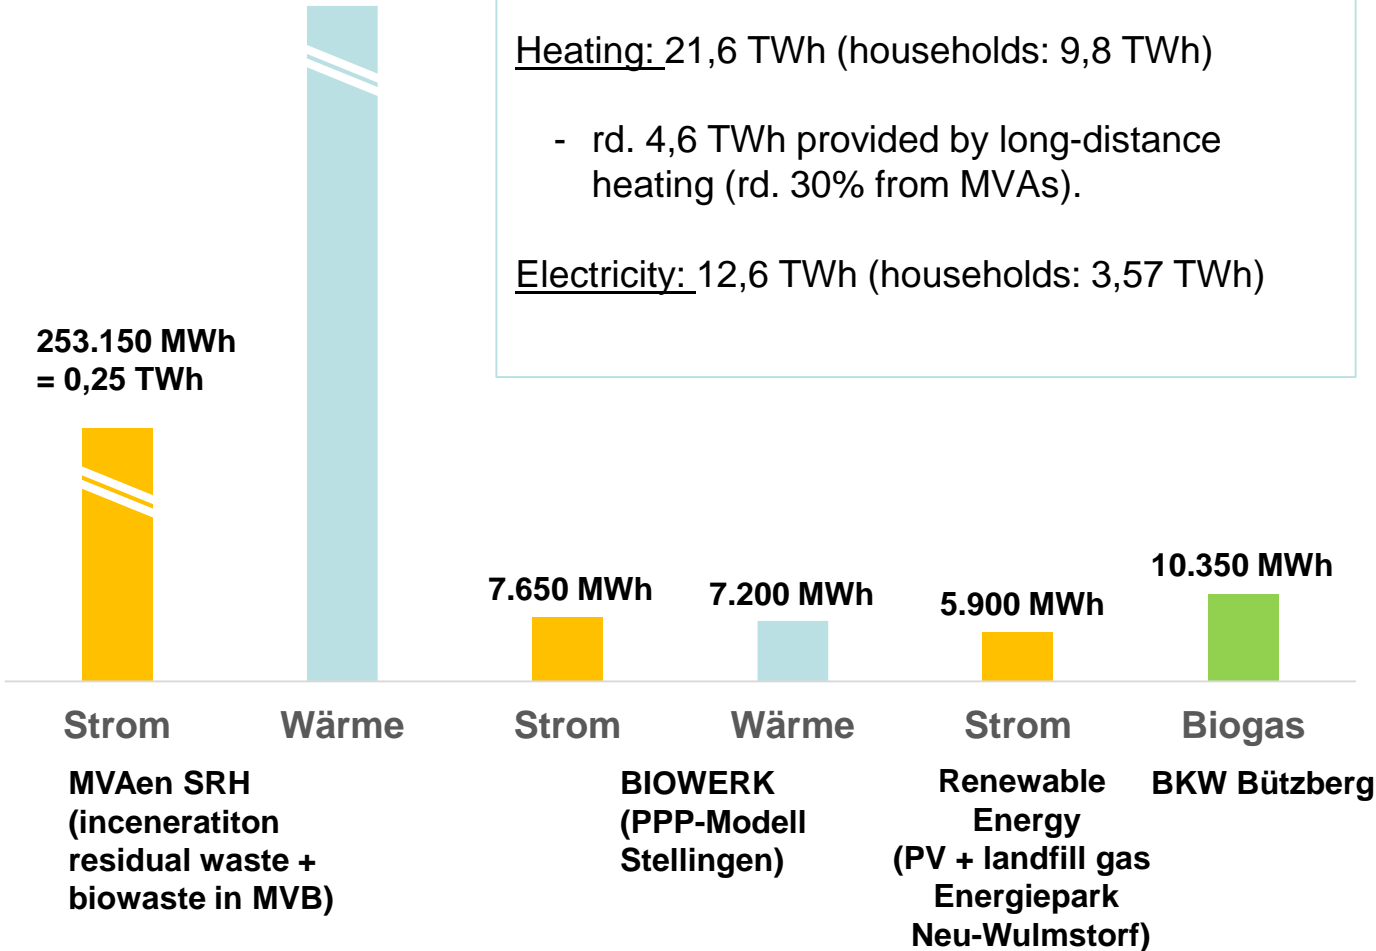 Heating: 21,6 TWh (households: 9,8 TWh)
- rd. 4,6 TWh provided by long-distance
heating (rd. 30% from MVAs).
Electricity: 12,6 TWh (households: 3,57 TWh)
253.150 MWh
= 0,25 TWh
7.650 MWh
7.200 MWh
5.900 MWh
10.350 MWh
Strom
Wärme
Strom
Wärme
Strom
Biogas
MVAen SRH
(inceneratiton
residual waste +
biowaste in MVB)
BIOWERK
(PPP-Modell
Stellingen)
Renewable
Energy
(PV + landfill gas
Energiepark
Neu-Wulmstorf)
BKW Bützberg